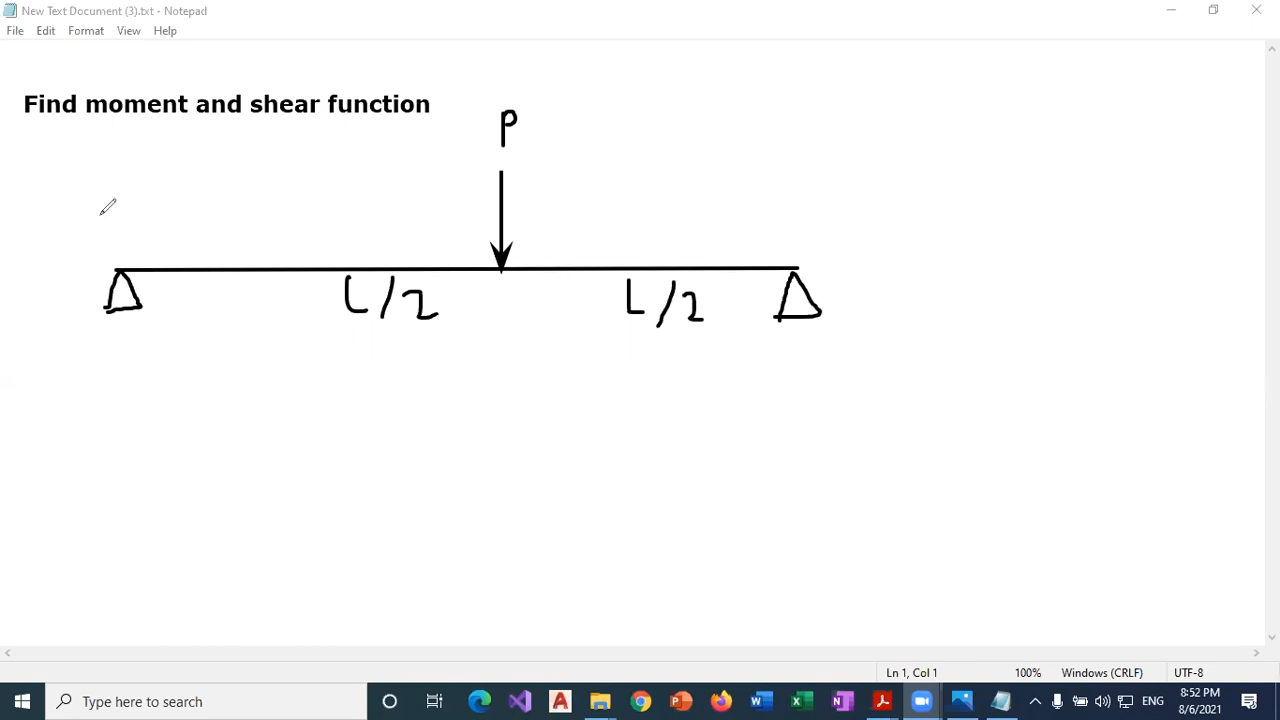 New Text Document (3).txt - Notepad
File Edit Format View Help
Find moment and shear function
P
L/2 L/2
Ln 1, Col 1 100% Windows (CRLF) UTF-8
Type here to search
ENG
8:52 PM
8/6/2021